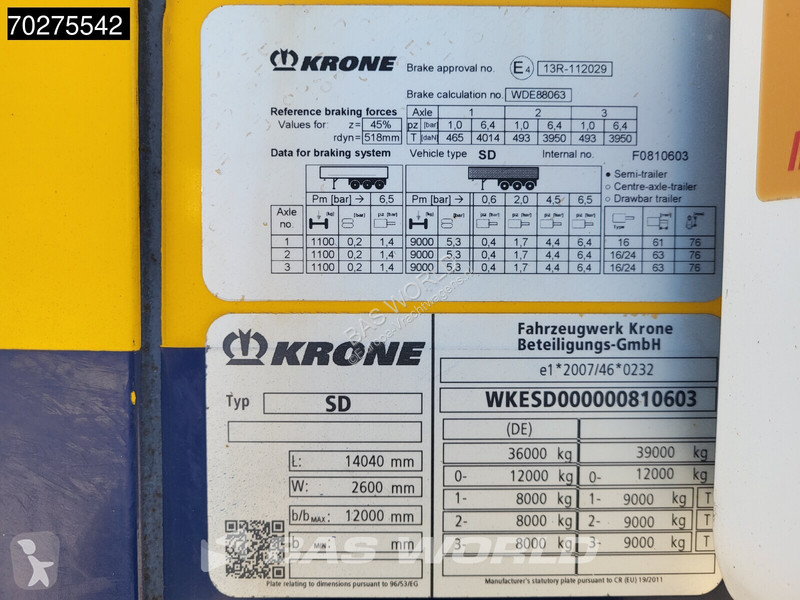 70275542
KRONE
Brake approval no. E4 13R-112029
Brake calculation no. WDE88063
Reference braking forces
Values for z= 45%
rdyn= 518mm
Axle 1 2 3
pz [bar] 1,0 6,4 1,0 6,4 1,0 6,4
T [daN] 465 4014 493 3950 493 3950
Data for braking system Vehicle type SD Internal no. F0810603
Semi-trailer
Centre-axle-trailer
Drawbar trailer
Pm [bar] → 6,5 Pm [bar] → 0,6 2,0 4,5 6,5
Axle no.
1 1100 0,2 1,4 9000 5,3 0,4 1,7 4,4 6,4 16 61 76
2 1100 0,2 1,4 9000 5,3 0,4 1,7 4,4 6,4 16/24 63 76
3 1100 0,2 1,4 9000 5,3 0,4 1,7 4,4 6,4 16/24 63 76
BAS WORLD
KRONE
Typ SD
L: 14040 mm
W: 2600 mm
b/bMAX: 12000 mm
b MIN: mm
Plate relating to dimensions pursuant to 96/53/EG
Fahrzeugwerk Krone
Beteiligungs-GmbH
e1*2007/46*0232
WKESD000000810603
(DE)
36000 kg 39000 kg
0- 12000 kg 0- 12000 kg
1- 8000 kg 1- 9000 kg T
2- 8000 kg 2- 9000 kg T
3- 8000 kg 3- 9000 kg T
Manufacturer's statutory plate pursuant to CR (EU) 19/2011
BAS WORLD